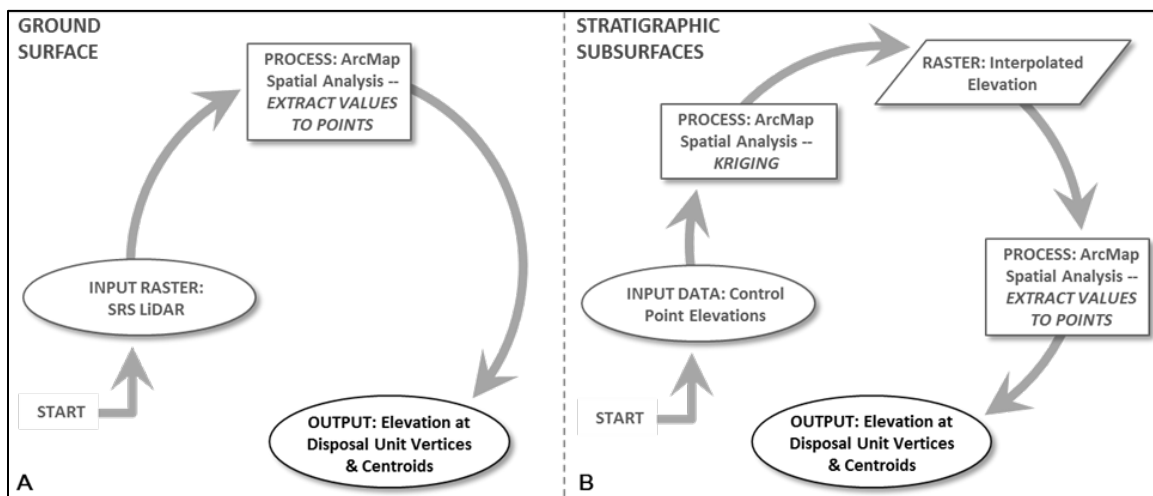 GROUND
SURFACE
PROCESS: ArcMap
Spatial Analysis --
EXTRACT VALUES
TO POINTS
INPUT RASTER:
SRS LiDAR
START
OUTPUT: Elevation at
Disposal Unit Vertices
& Centroids
A
STRATIGRAPHIC
SUBSURFACES
RASTER: Interpolated
Elevation
PROCESS: ArcMap
Spatial Analysis --
KRIGING
PROCESS: ArcMap
Spatial Analysis --
EXTRACT VALUES
TO POINTS
INPUT DATA: Control
Point Elevations
START
OUTPUT: Elevation at
Disposal Unit Vertices
& Centroids
B